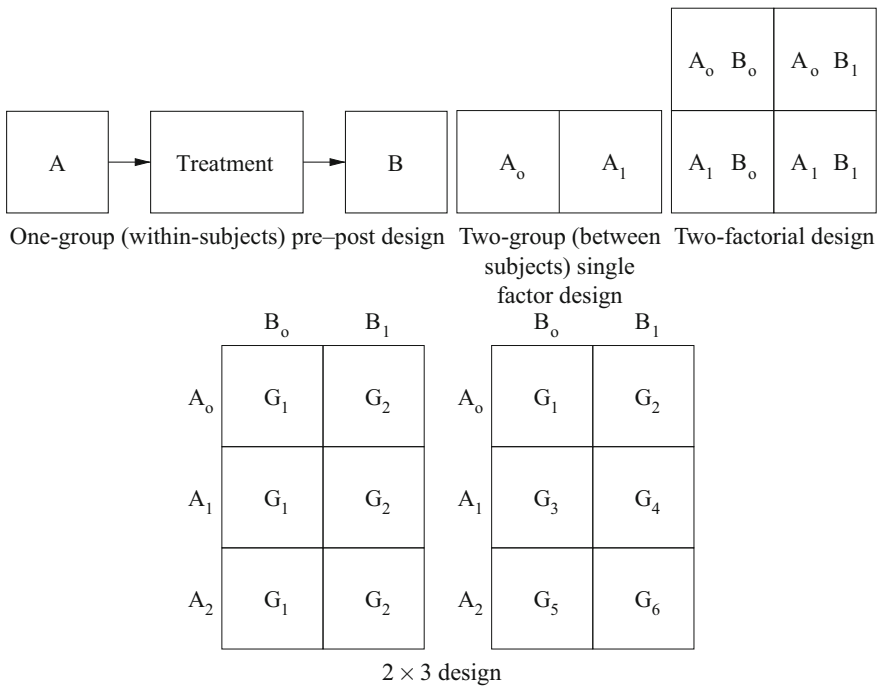 A₀ B₀ A₀ B₁
A Treatment B A₀ A₁ A₁ B₀ A₁ B₁
One-group (within-subjects) pre–post design
Two-group (between
subjects) single
factor design
Two-factorial design
B₀ B₁
A₀ G₁ G₂
A₁ G₁ G₂
A₂ G₁ G₂
B₀ B₁
A₀ G₁ G₂
A₁ G₃ G₄
A₂ G₅ G₆
2 × 3 design